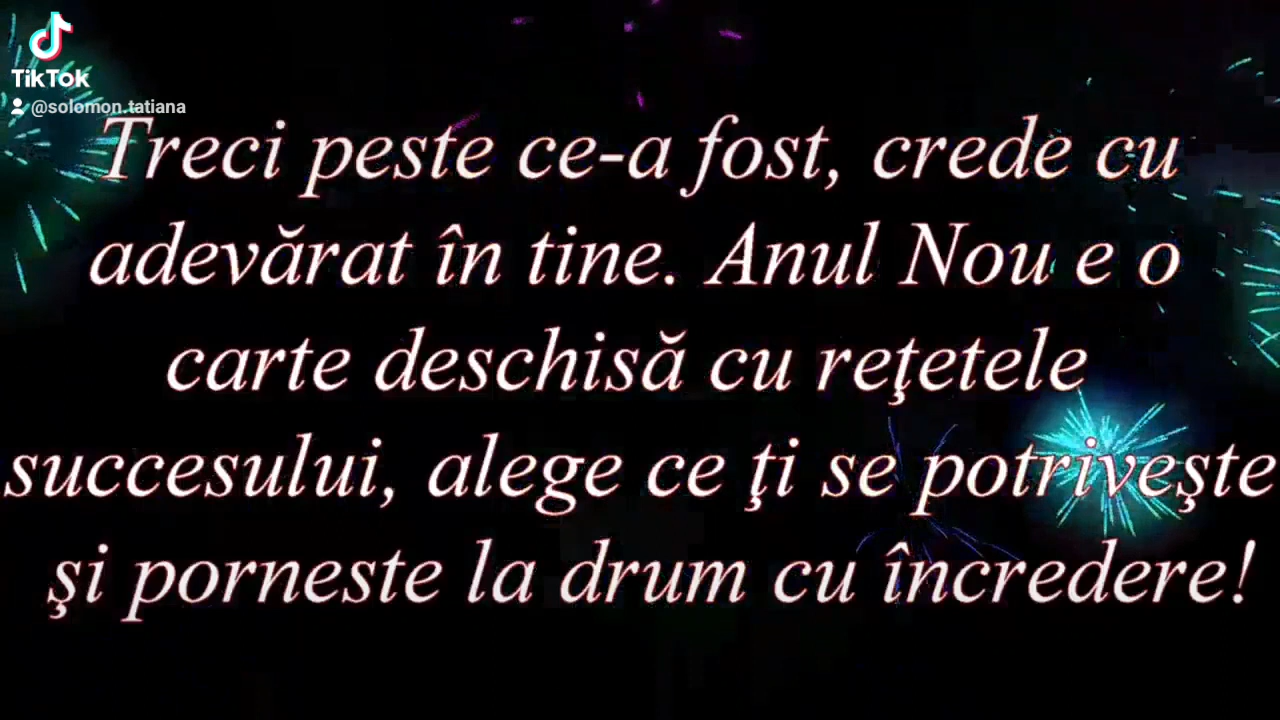 TikTok
@solomon.tatiana
Treci peste ce-a fost, crede cu
adevărat în tine. Anul Nou e o
carte deschisă cu reţetele
succesului, alege ce ţi se potriveşte
şi porneste la drum cu încredere!